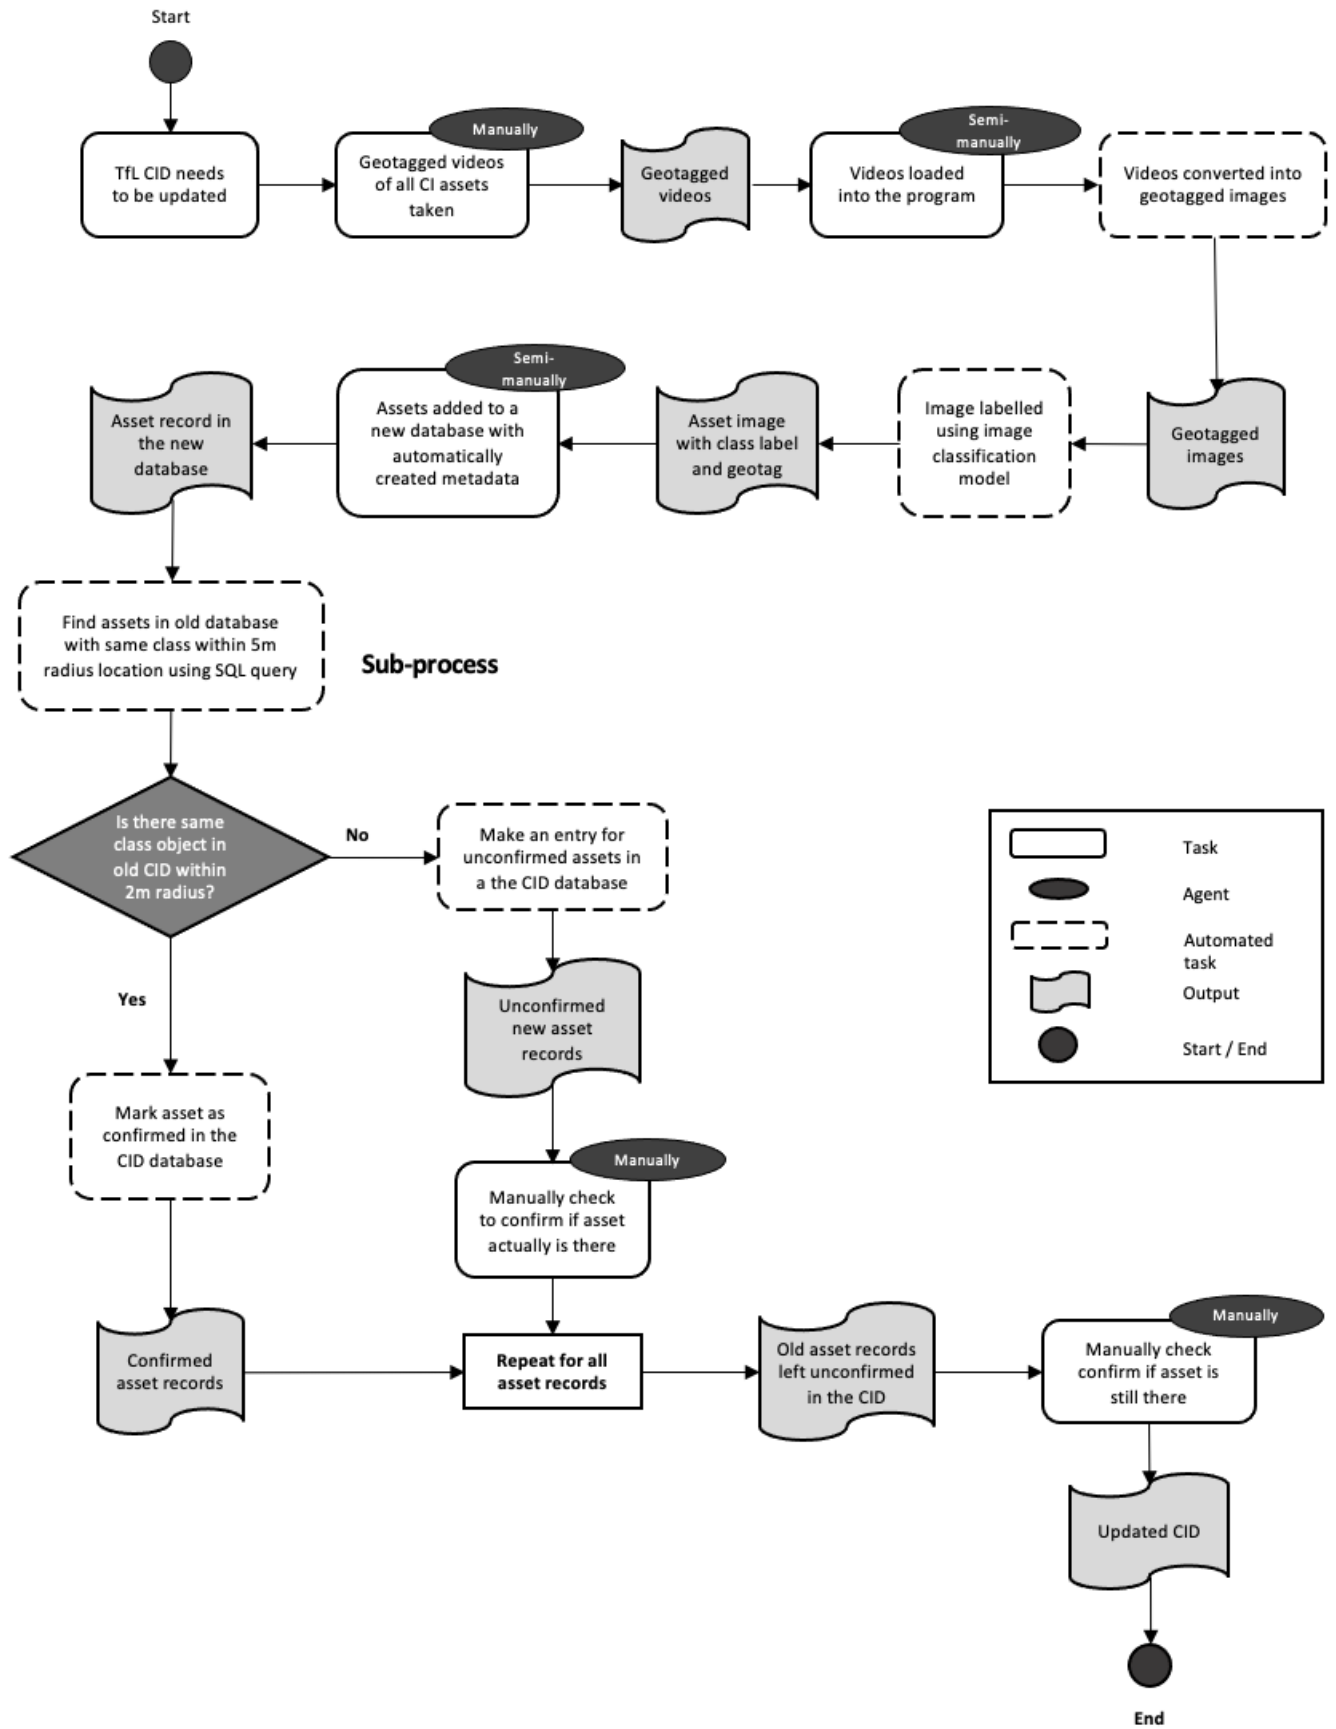 Start
TfL CID needs
to be updated
Manually
Geotagged videos
of all CI assets
taken
Geotagged
videos
Semi-
manually
Videos loaded
into the program
Videos converted into
geotagged images
Geotagged
images
Image labelled
using image
classification
model
Asset image
with class label
and geotag
Semi-
manually
Assets added to a
new database with
automatically
created metadata
Asset record in
the new
database
Find assets in old database
with same class within 5m
radius location using SQL query
Sub-process
Is there same
class object in
old CID within
2m radius?
No
Make an entry for
unconfirmed assets in
a the CID database
Unconfirmed
new asset
records
Manually
Manually check
to confirm if asset
actually is there
Yes
Mark asset as
confirmed in the
CID database
Confirmed
asset records
Repeat for all
asset records
Old asset records
left unconfirmed
in the CID
Manually
Manually check
confirm if asset is
still there
Updated CID
End
Task
Agent
Automated
task
Output
Start / End